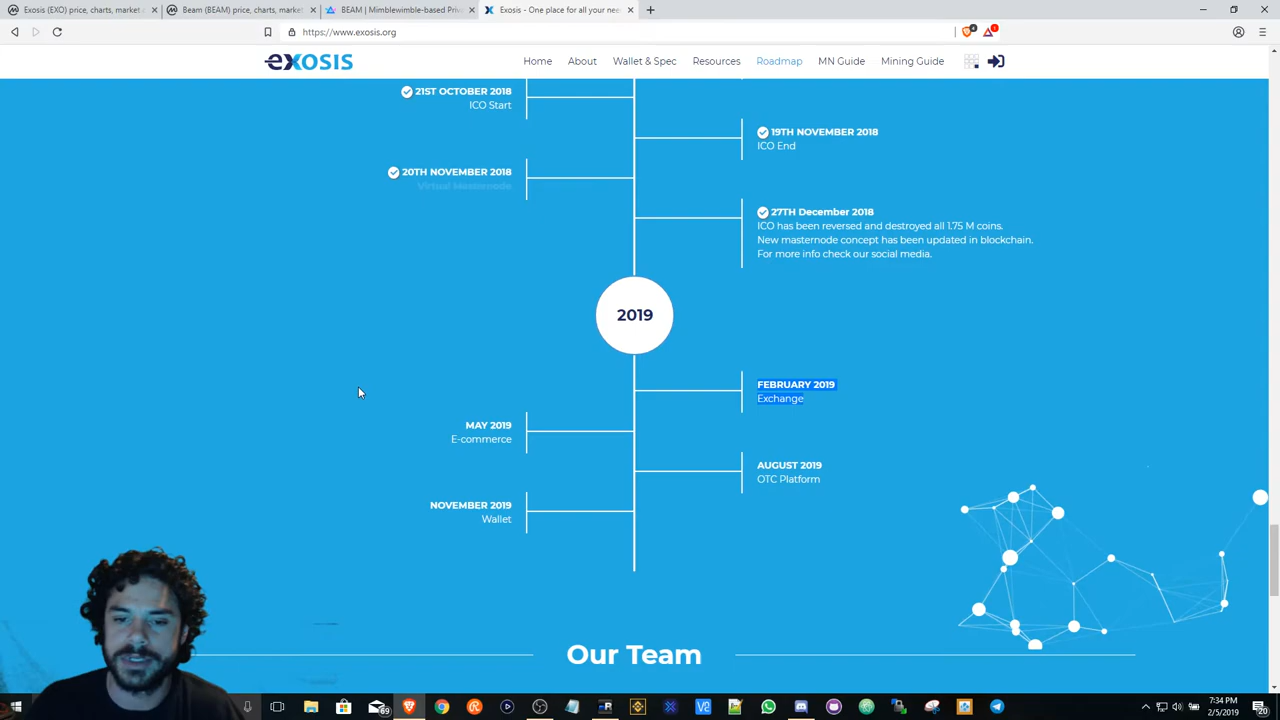 Exosis (EXO) price, charts, market
Beam (BEAM) price, charts, market
BEAM | Mimblewimble-based Priv
Exosis - One place for all your nee
https://www.exosis.org
exosis
Home
About
Wallet & Spec
Resources
Roadmap
MN Guide
Mining Guide
21ST OCTOBER 2018
ICO Start
19TH NOVEMBER 2018
ICO End
20TH NOVEMBER 2018
Virtual Masternode
27TH December 2018
ICO has been reversed and destroyed all 1.75 M coins.
New masternode concept has been updated in blockchain.
For more info check our social media.
2019
FEBRUARY 2019
Exchange
MAY 2019
E-commerce
AUGUST 2019
OTC Platform
NOVEMBER 2019
Wallet
Our Team
69
7:34 PM
2/5/2019
20